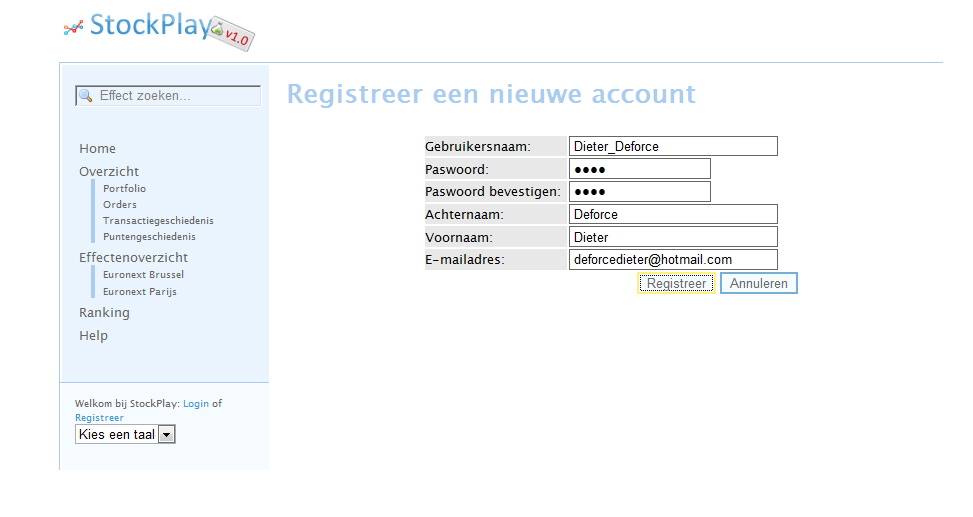 StockPlay v1.0
Effect zoeken...
Home
Overzicht
Portfolio
Orders
Transactiegeschiedenis
Puntengeschiedenis
Effectenoverzicht
Euronext Brussel
Euronext Parijs
Ranking
Help
Welkom bij StockPlay: Login of
Registreer
Kies een taal
Registreer een nieuwe account
Gebruikersnaam: Dieter_Deforce
Paswoord: ●●●●
Paswoord bevestigen: ●●●●
Achternaam: Deforce
Voornaam: Dieter
E-mailadres: deforcedieter@hotmail.com
Registreer Annuleren